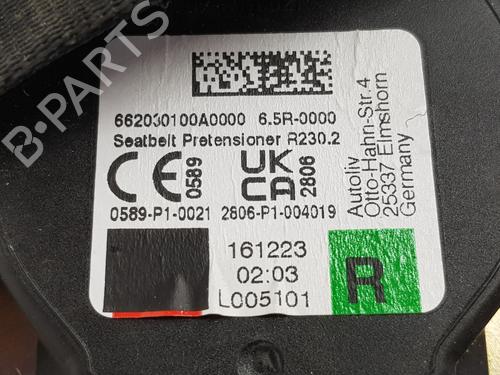 662030100A0000 6.5R-0000
Seatbelt Pretensioner R230.2
CE 0589
UK CA 2806
0589-P1-0021 2806-P1-004019
161223
02:03
L005101
R
Autoliv
Otto-Hahn-Str.4
25337 Elmshorn
Germany
B-PARTS